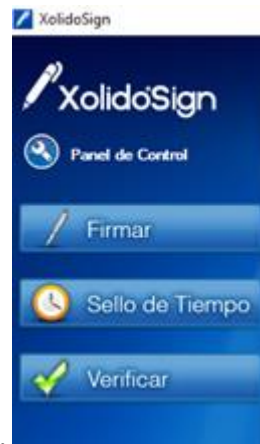 XolidoSign
XolidoSign
Panel de Control
Firmar
Sello de Tiempo
Verificar